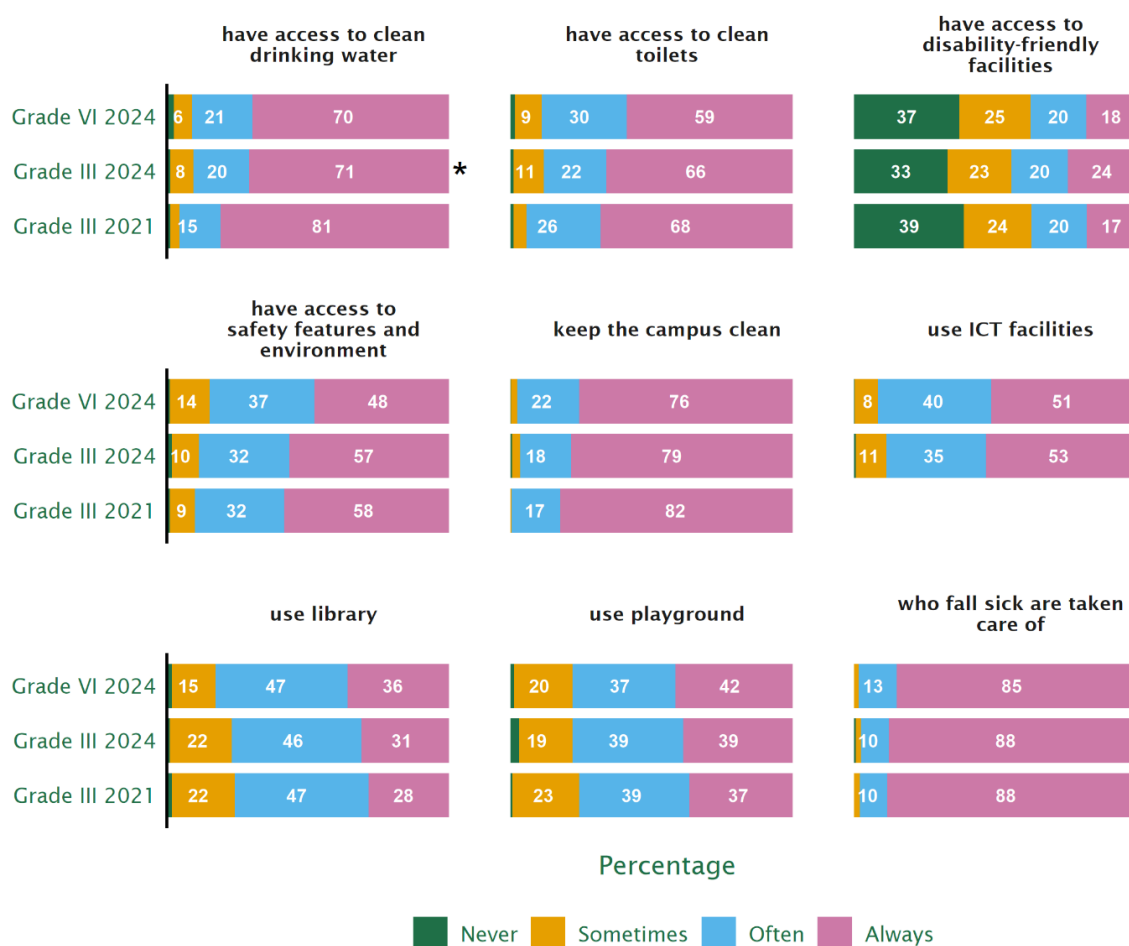 have access to clean
drinking water
have access to clean
toilets
have access to
disability-friendly
facilities
Grade VI 2024
6 21 70
9 30 59
37 25 20 18
Grade III 2024
8 20 71 *
11 22 66
33 23 20 24
Grade III 2021
15 81
26 68
39 24 20 17
have access to
safety features and
environment
keep the campus clean
use ICT facilities
Grade VI 2024
14 37 48
22 76
8 40 51
Grade III 2024
10 32 57
18 79
11 35 53
Grade III 2021
9 32 58
17 82
use library
use playground
who fall sick are taken
care of
Grade VI 2024
15 47 36
20 37 42
13 85
Grade III 2024
22 46 31
19 39 39
10 88
Grade III 2021
22 47 28
23 39 37
10 88
Percentage
Never Sometimes Often Always